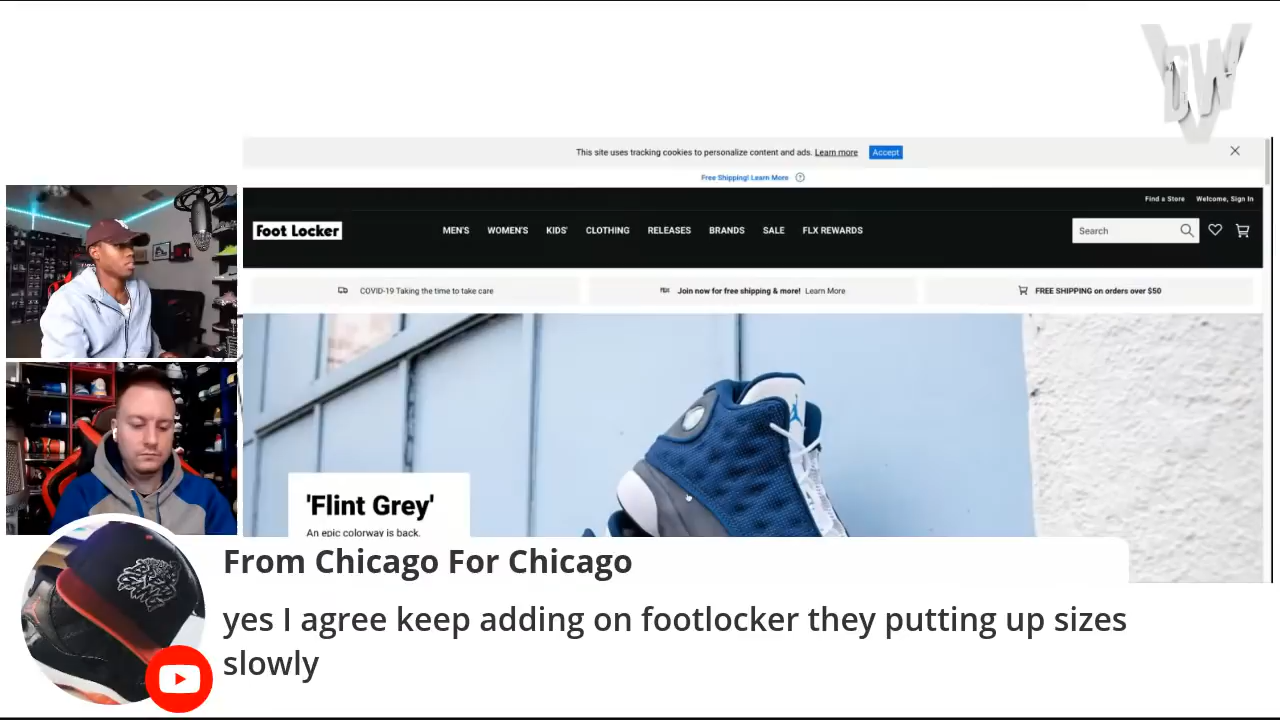 DW
This site uses tracking cookies to personalize content and ads. Learn more
Accept
Free Shipping! Learn More
Find a Store
Welcome, Sign In
Foot Locker
MEN'S
WOMEN'S
KIDS'
CLOTHING
RELEASES
BRANDS
SALE
FLX REWARDS
Search
COVID-19 Taking the time to take care
FLX
Join now for free shipping & more! Learn More
FREE SHIPPING on orders over $50
'Flint Grey'
An epic colorway is back.
From Chicago For Chicago
yes I agree keep adding on footlocker they putting up sizes
slowly